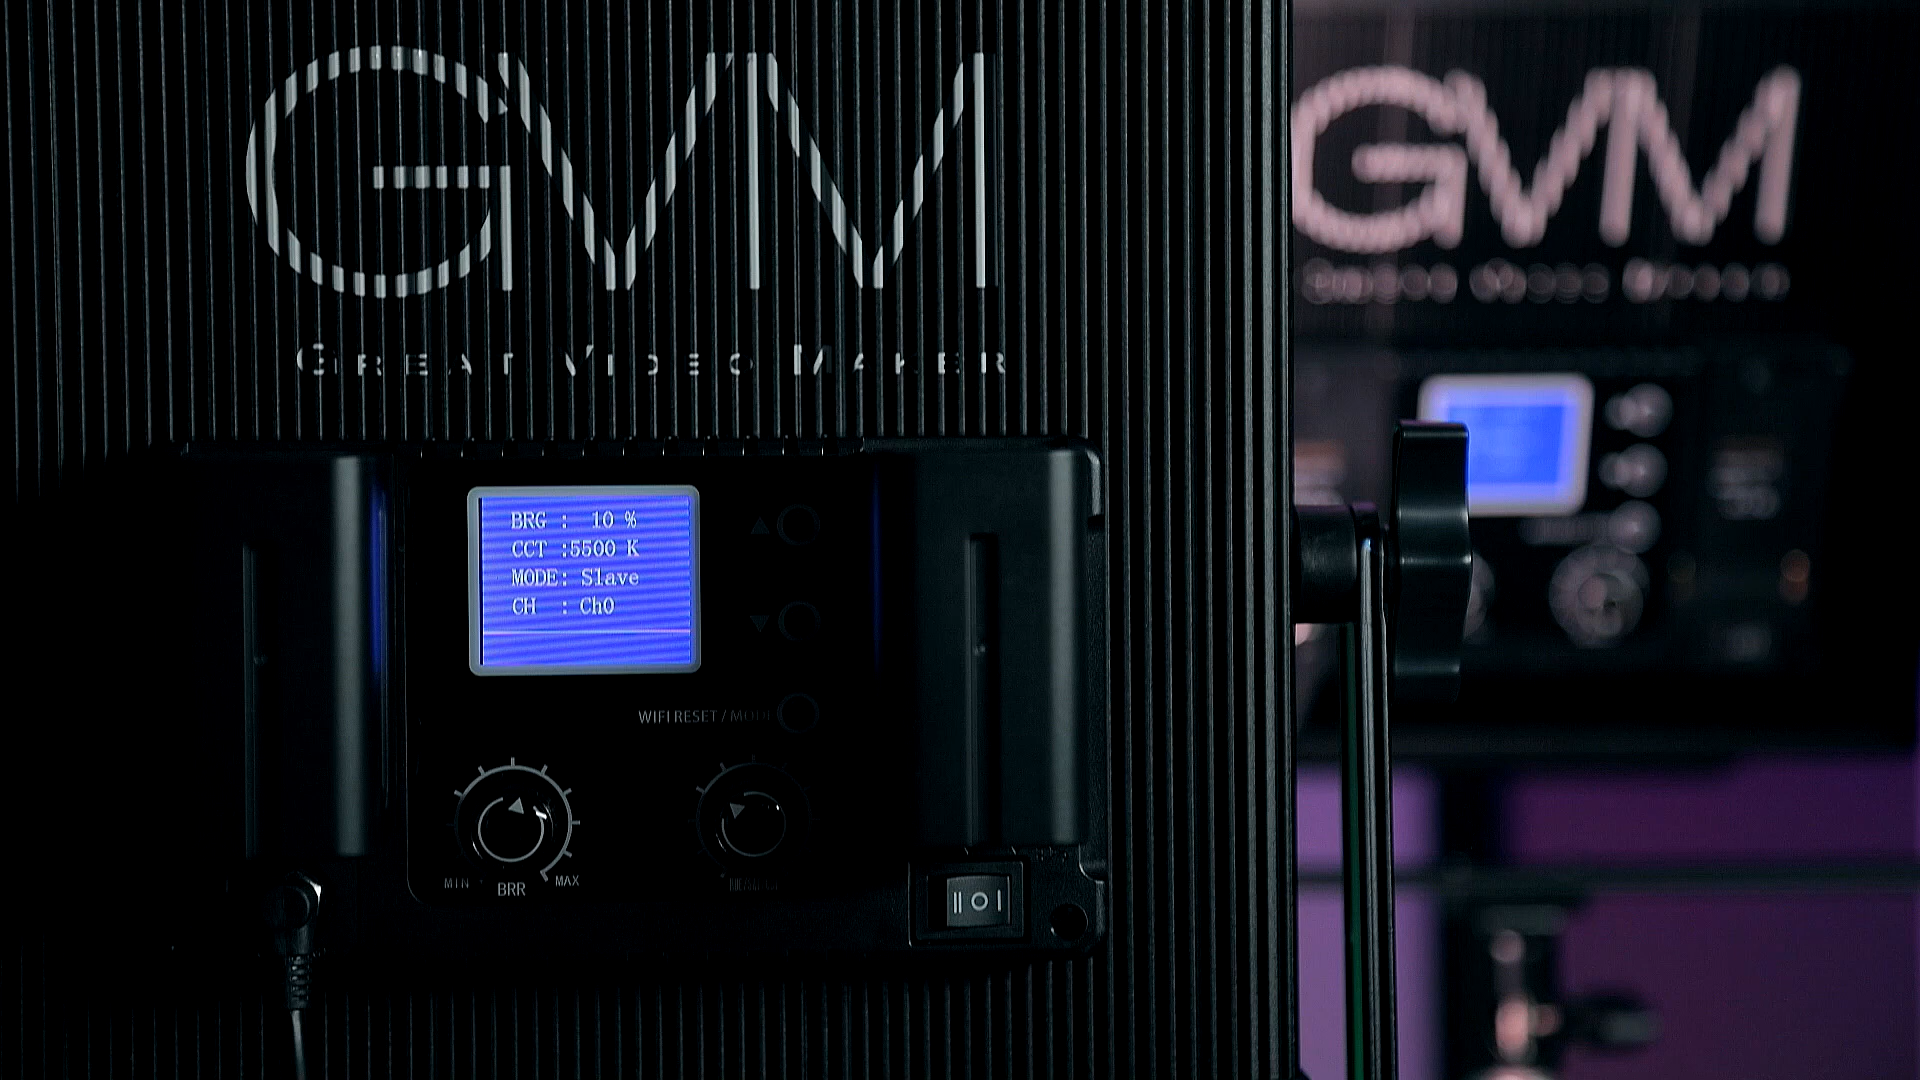 GVM
GREAT VIDEO MAKER
BRG : 10 %
CCT :5500 K
MODE: Slave
CH : Ch0
WIFI RESET / MODE
MIN
BRR
MAX
II O I
GVM